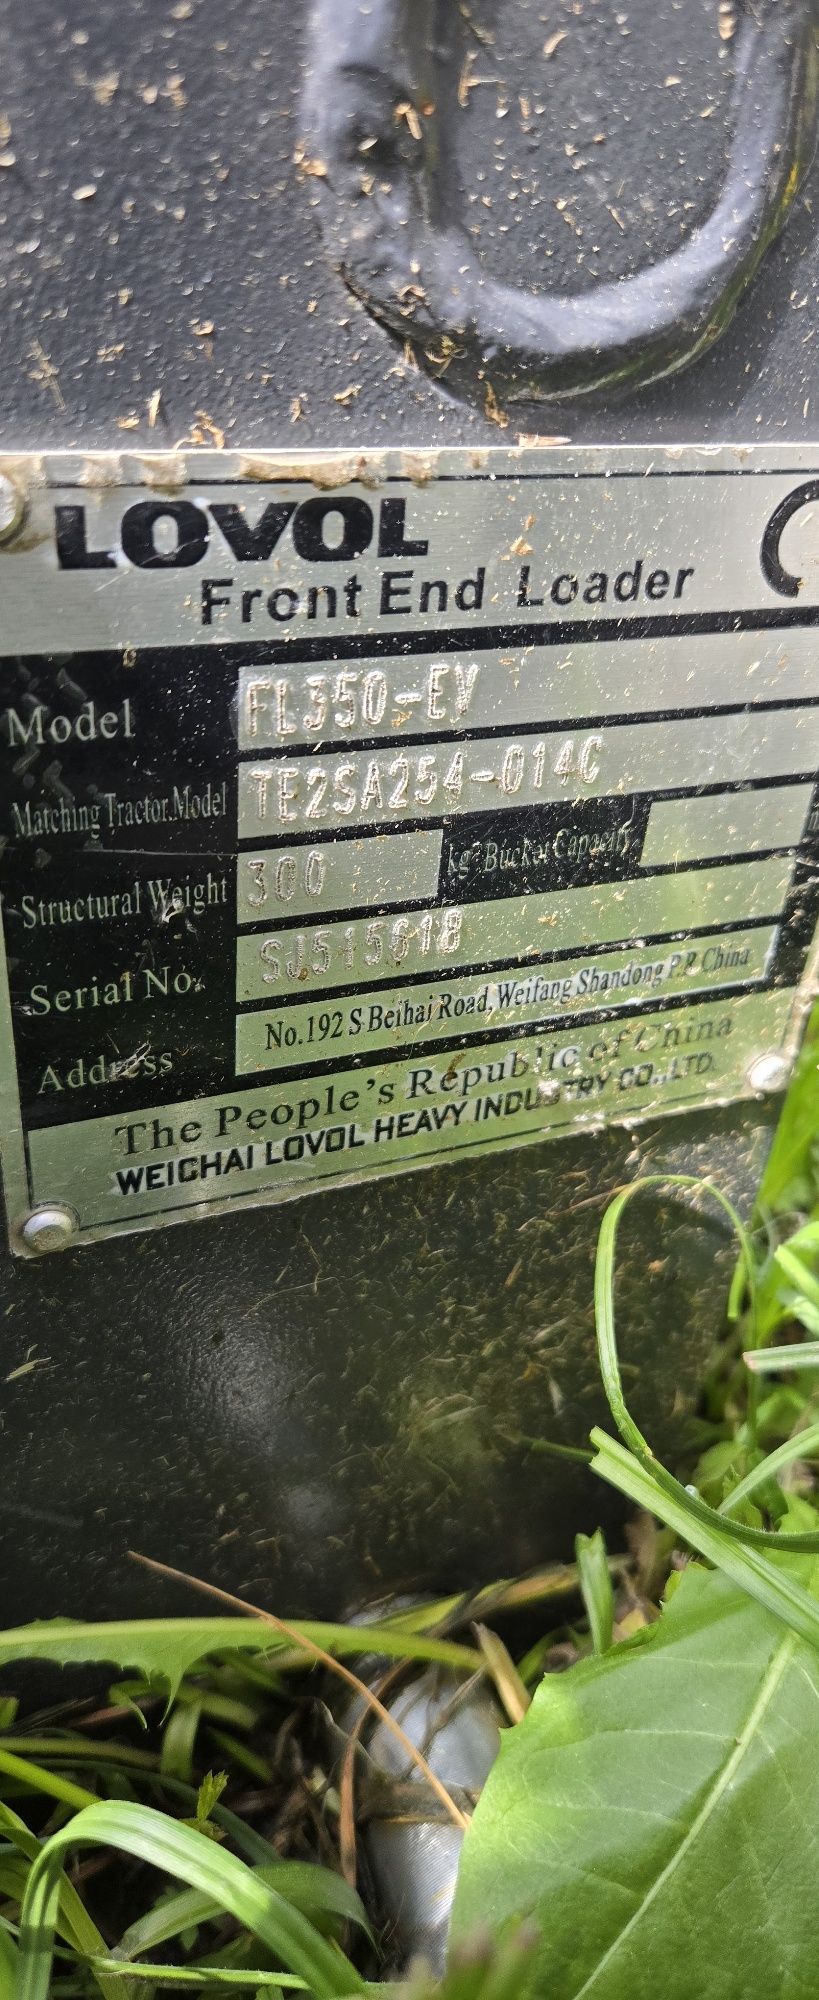 LOVOL
Front End Loader
Model FL350-EV
Matching Tractor Model TE2SA254-014C
Structural Weight 300 kg Bucket Capacity
Serial No. SJ515618
Address No.192 S Beihai Road, Weifang Shandong P.R. China
The People's Republic of China
WEICHAI LOVOL HEAVY INDUSTRY CO.,LTD.